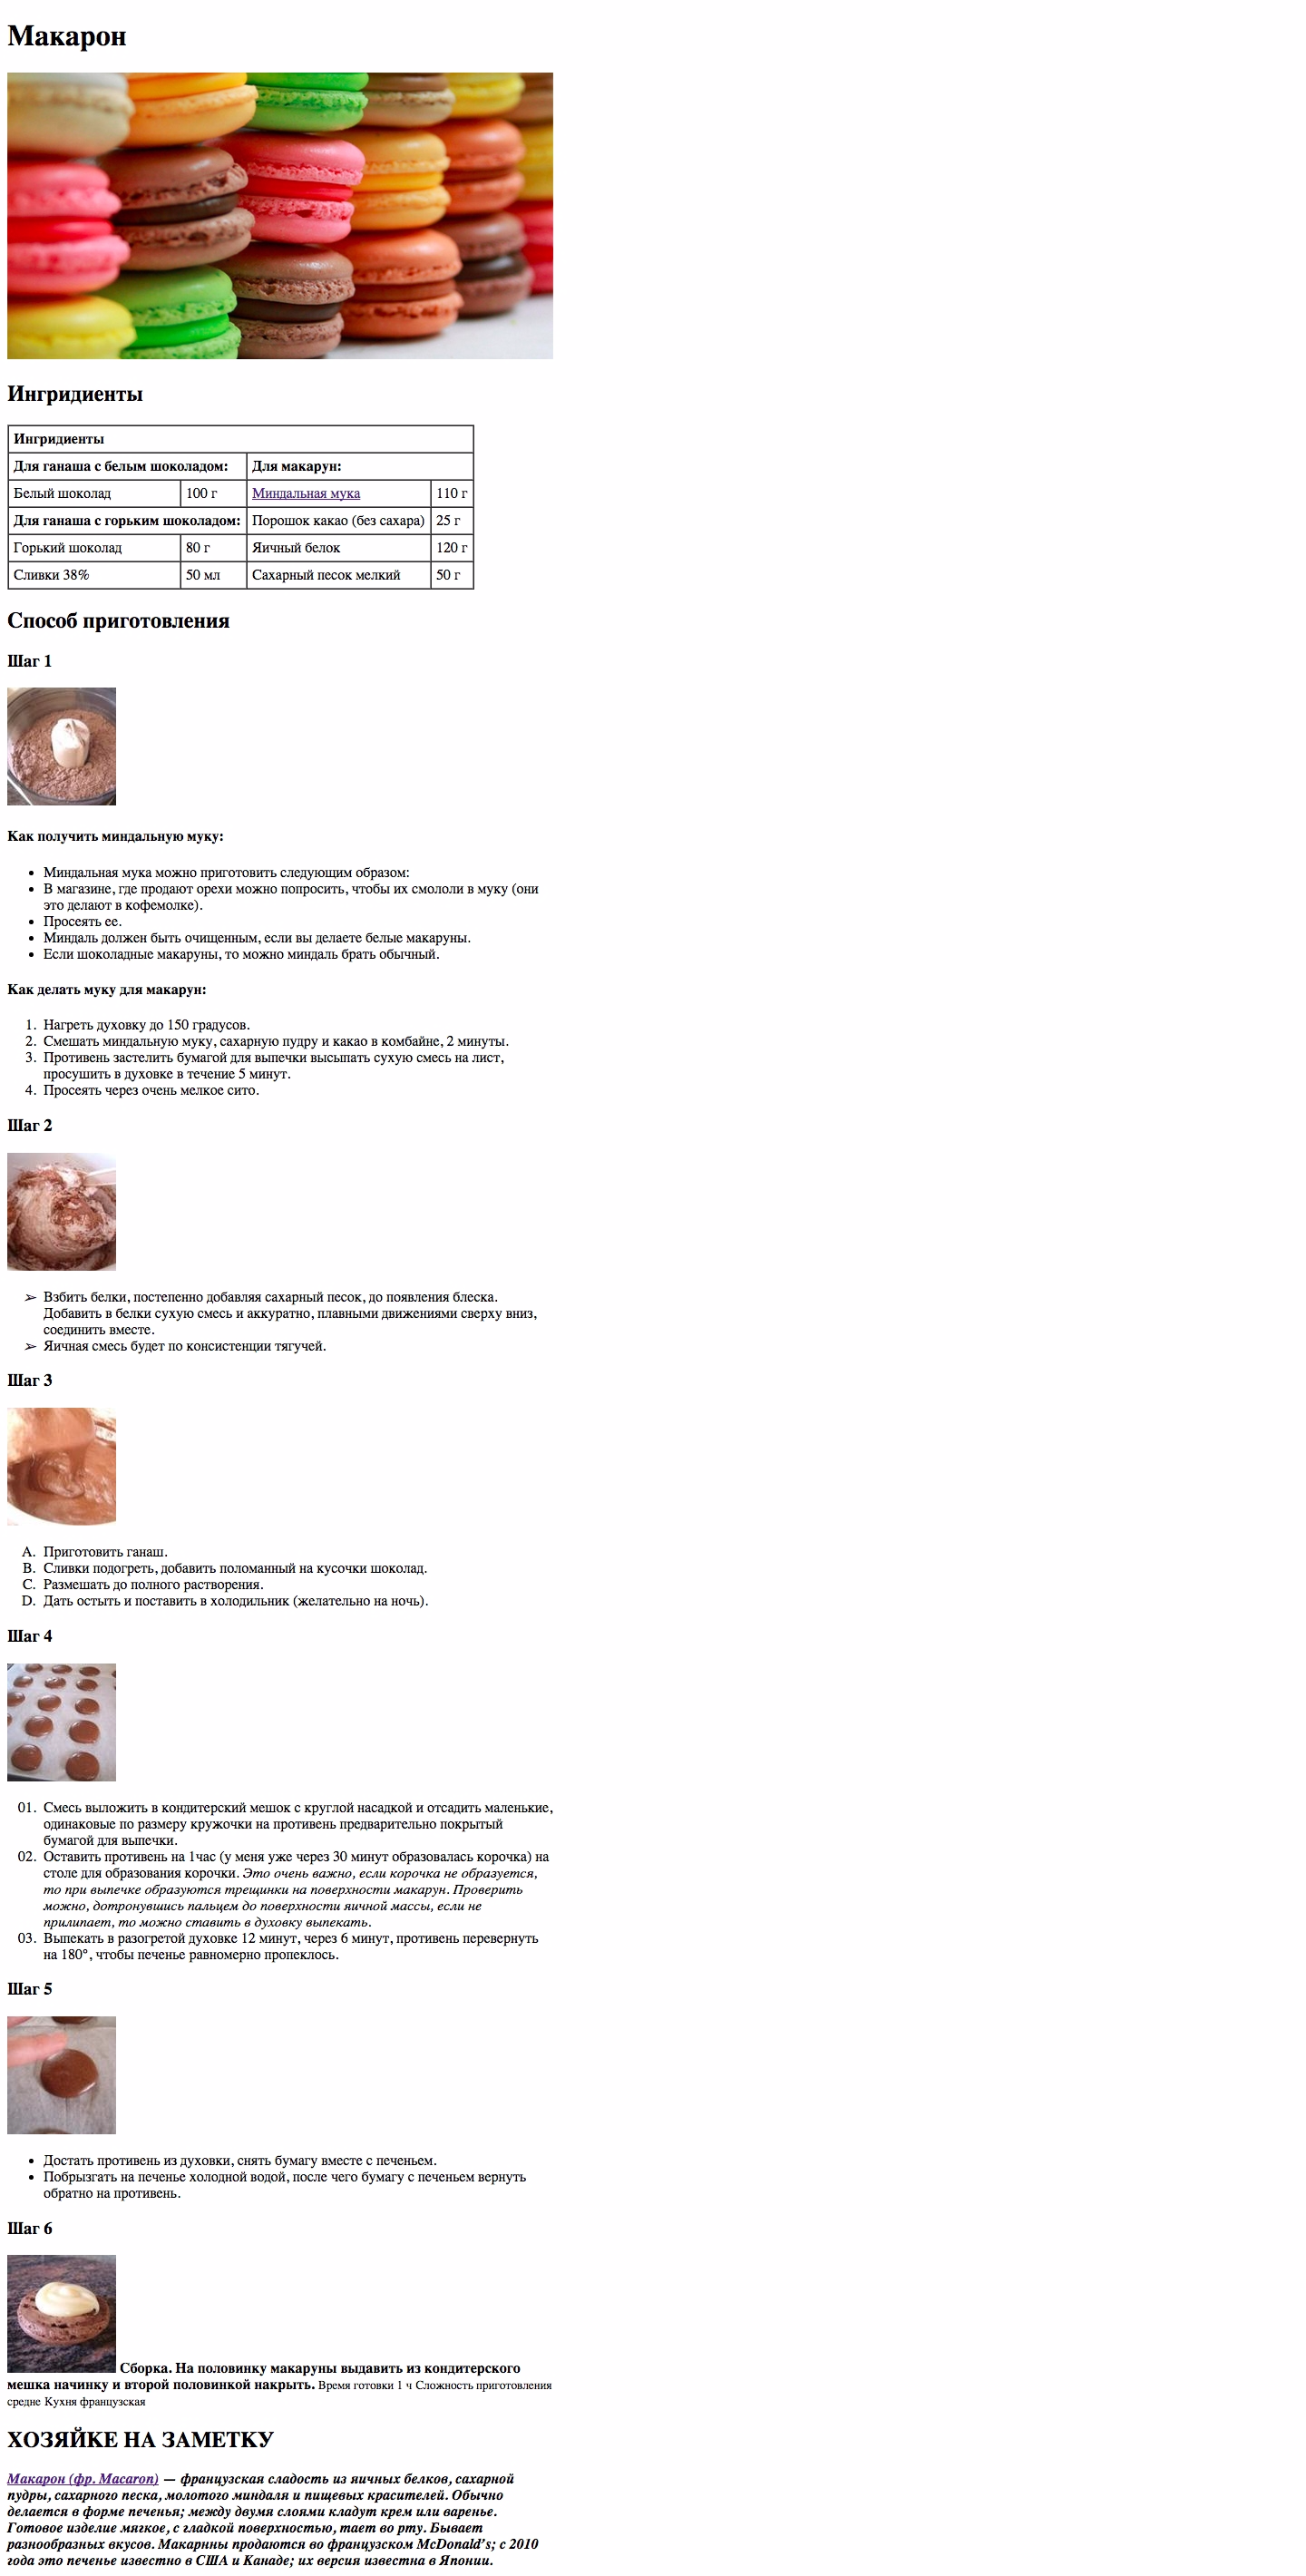 Макарон
Ингридиенты
Ингридиенты
Для ганаша с белым шоколадом: Для макарун:
Белый шоколад 100 г Миндальная мука 110 г
Для ганаша с горьким шоколадом: Порошок какао (без сахара) 25 г
Горький шоколад 80 г Яичный белок 120 г
Сливки 38% 50 мл Сахарный песок мелкий 50 г
Способ приготовления
Шаг 1
Как получить миндальную муку:
• Миндальная мука можно приготовить следующим образом:
• В магазине, где продают орехи можно попросить, чтобы их смололи в муку (они
это делают в кофемолке).
• Просеять ее.
• Миндаль должен быть очищенным, если вы делаете белые макаруны.
• Если шоколадные макаруны, то можно миндаль брать обычный.
Как делать муку для макарун:
1. Нагреть духовку до 150 градусов.
2. Смешать миндальную муку, сахарную пудру и какао в комбайне, 2 минуты.
3. Противень застелить бумагой для выпечки высыпать сухую смесь на лист,
просушить в духовке в течение 5 минут.
4. Просеять через очень мелкое сито.
Шаг 2
➢ Взбить белки, постепенно добавляя сахарный песок, до появления блеска.
Добавить в белки сухую смесь и аккуратно, плавными движениями сверху вниз,
соединить вместе.
➢ Яичная смесь будет по консистенции тягучей.
Шаг 3
A. Приготовить ганаш.
B. Сливки подогреть, добавить поломанный на кусочки шоколад.
C. Размешать до полного растворения.
D. Дать остыть и поставить в холодильник (желательно на ночь).
Шаг 4
01. Смесь выложить в кондитерский мешок с круглой насадкой и отсадить маленькие,
одинаковые по размеру кружочки на противень предварительно покрытый
бумагой для выпечки.
02. Оставить противень на 1час (у меня уже через 30 минут образовалась корочка) на
столе для образования корочки. Это очень важно, если корочка не образуется,
то при выпечке образуются трещинки на поверхности макарун. Проверить
можно, дотронувшись пальцем до поверхности яичной массы, если не
прилипает, то можно ставить в духовку выпекать.
03. Выпекать в разогретой духовке 12 минут, через 6 минут, противень перевернуть
на 180°, чтобы печенье равномерно пропеклось.
Шаг 5
• Достать противень из духовки, снять бумагу вместе с печеньем.
• Побрызгать на печенье холодной водой, после чего бумагу с печеньем вернуть
обратно на противень.
Шаг 6
Сборка. На половинку макаруны выдавить из кондитерского
мешка начинку и второй половинкой накрыть. Время готовки 1 ч Сложность приготовления
средне Кухня французская
ХОЗЯЙКЕ НА ЗАМЕТКУ
Макарон (фр. Macaron) — французская сладость из яичных белков, сахарной
пудры, сахарного песка, молотого миндаля и пищевых красителей. Обычно
делается в форме печенья; между двумя слоями кладут крем или варенье.
Готовое изделие мягкое, с гладкой поверхностью, тает во рту. Бывает
разнообразных вкусов. Макарнны продаются во французском McDonald's; с 2010
года это печенье известно в США и Канаде; их версия известна в Японии.